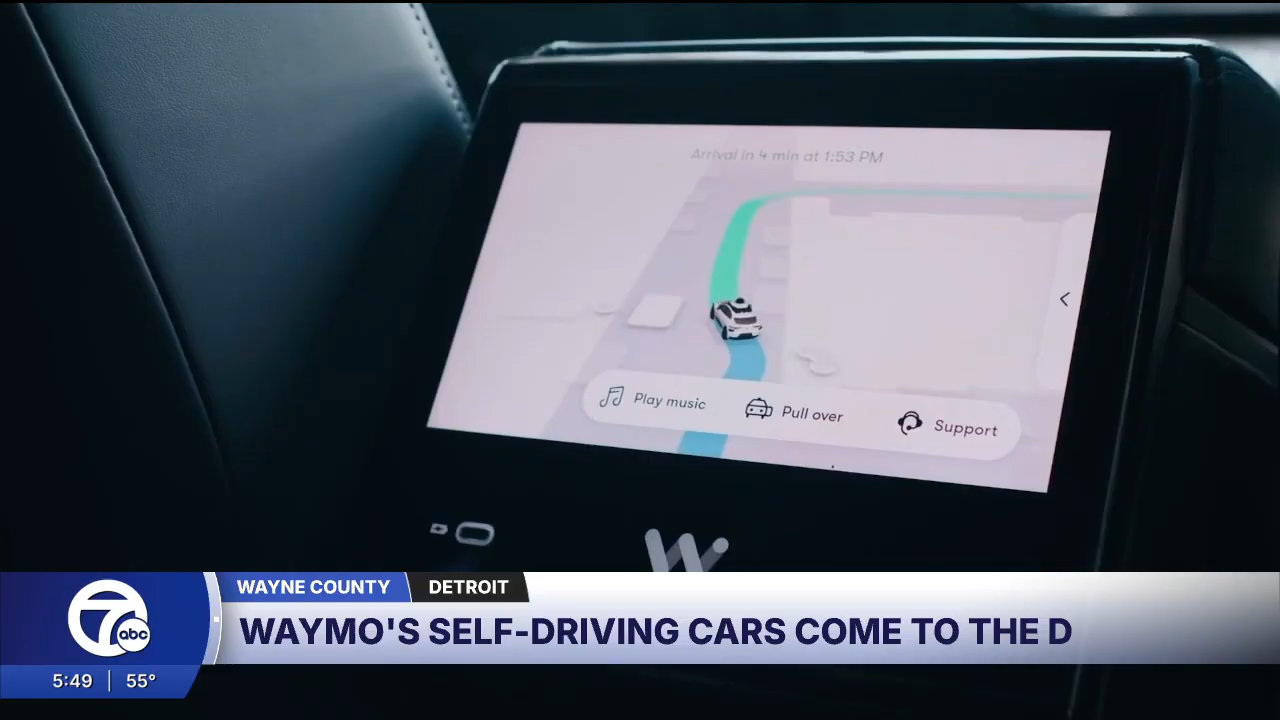 Arrival in 4 min at 1:53 PM
Play music
Pull over
Support
WAYNE COUNTY
DETROIT
7 abc
WAYMO'S SELF-DRIVING CARS COME TO THE D
5:49 | 55°